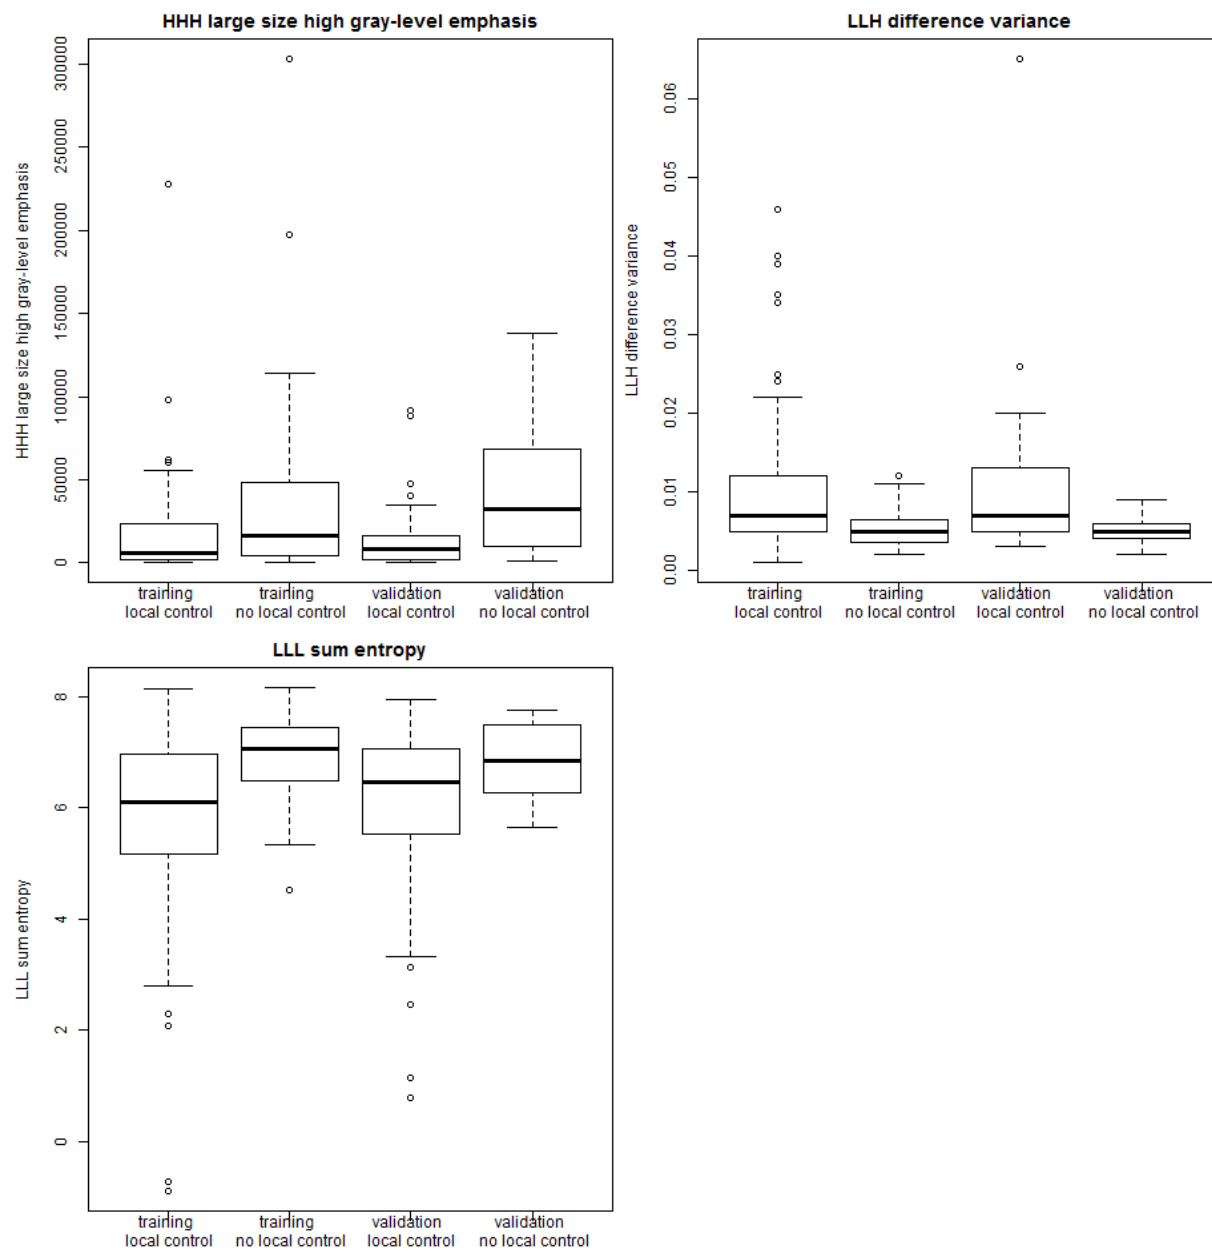 HHH large size high gray-level emphasis
HHH large size high gray-level emphasis
300000
250000
200000
150000
100000
50000
0
training local control
training no local control
validation local control
validation no local control
LLH difference variance
LLH difference variance
0.06
0.05
0.04
0.03
0.02
0.01
0.00
training local control
training no local control
validation local control
validation no local control
LLL sum entropy
LLL sum entropy
8
6
4
2
0
training local control
training no local control
validation local control
validation no local control